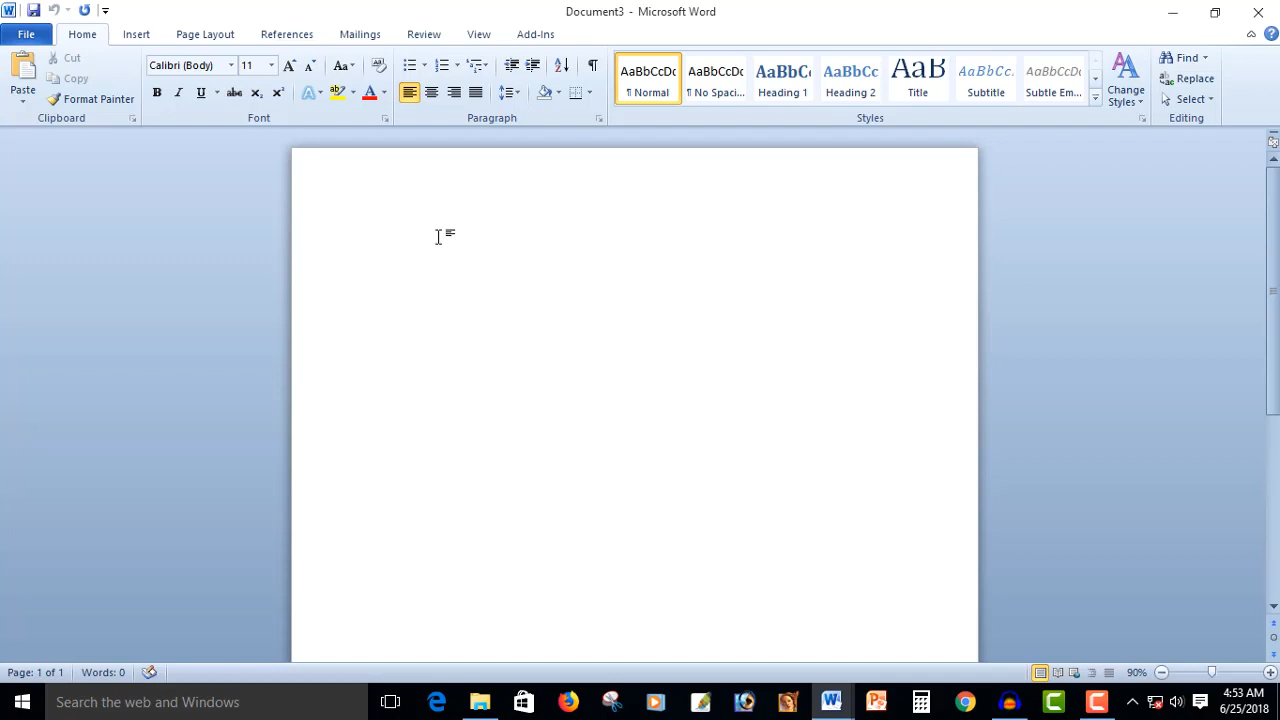 Document3 - Microsoft Word
File Home Insert Page Layout References Mailings Review View Add-Ins
Paste
Cut
Copy
Format Painter
Clipboard
Calibri (Body) 11
Font
Paragraph
AaBbCcDc AaBbCcDc AaBbC AaBbCc AaB AaBbCc. AaBbCcDc
¶ Normal ¶ No Spaci... Heading 1 Heading 2 Title Subtitle Subtle Em...
Change Styles
Styles
Find
Replace
Select
Editing
Page: 1 of 1 Words: 0 90%
Search the web and Windows
4:53 AM
6/25/2018